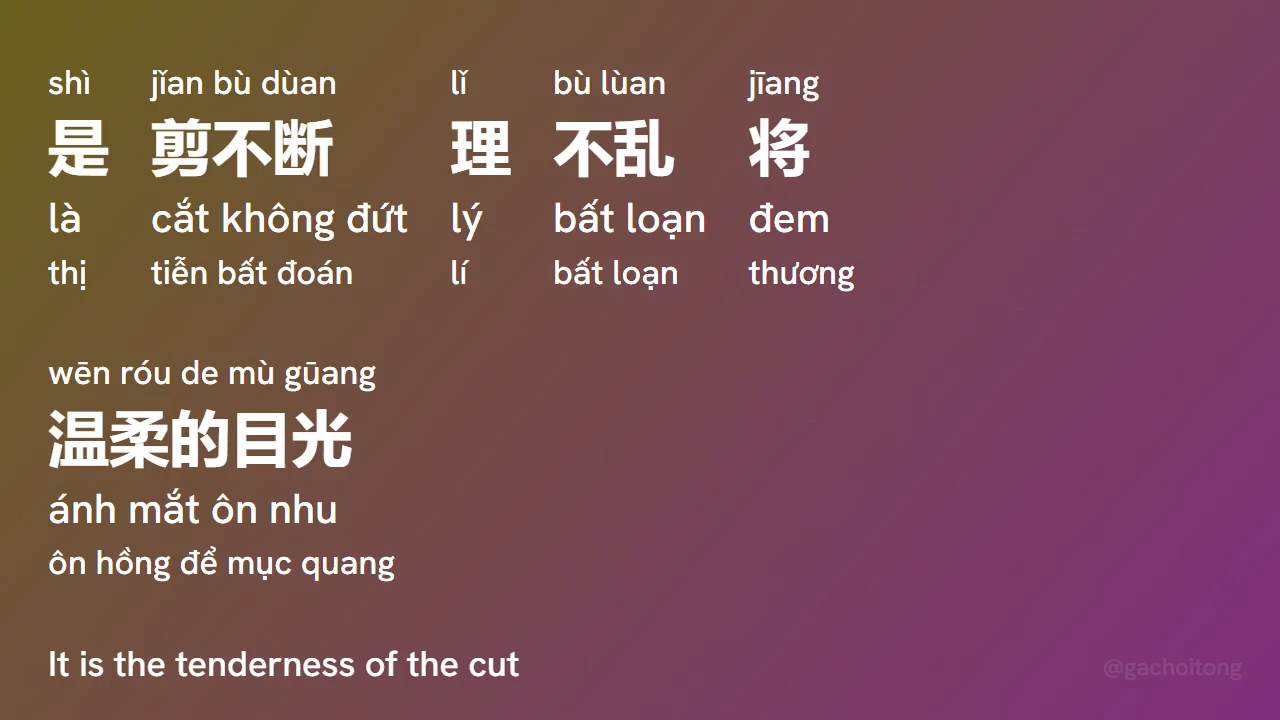 shì jǐan bù dùan lǐ bù lùan jīang
是 剪不断 理 不乱 将
là cắt không đứt lý bất loạn đem
thị tiễn bất đoán lí bất loạn thương
wēn róu de mù gūang
温柔的目光
ánh mắt ôn nhu
ôn hồng để mục quang
It is the tenderness of the cut
@gachoitong